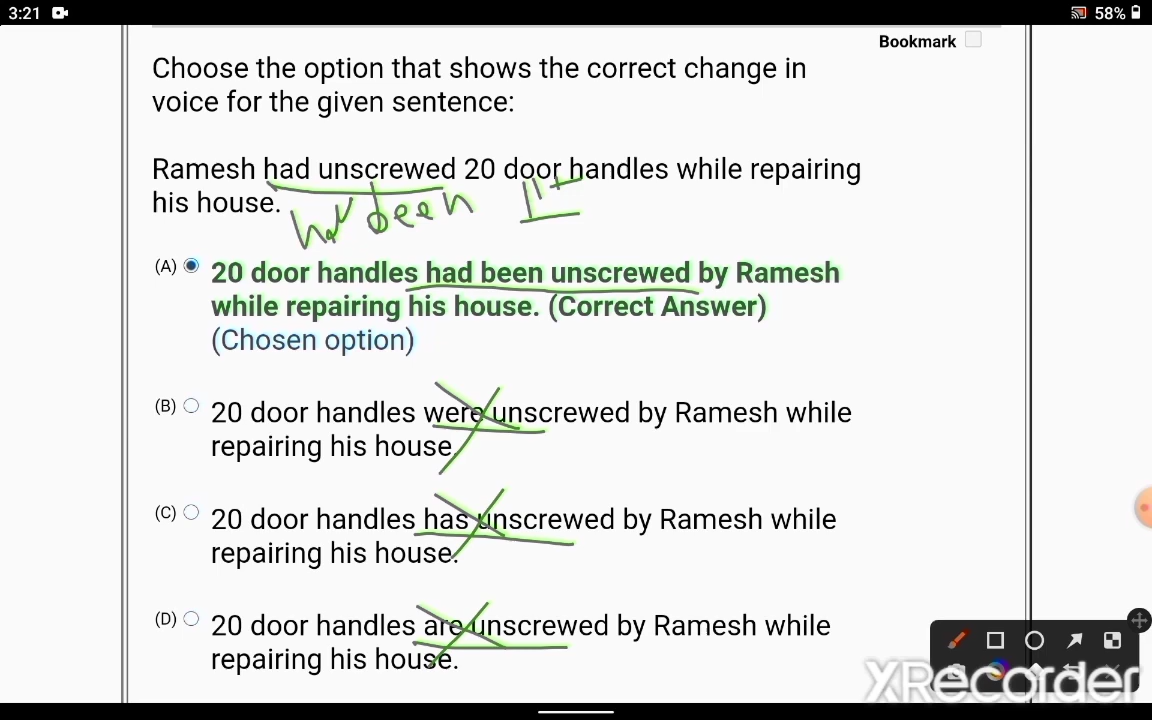 3:21
58%
Bookmark
Choose the option that shows the correct change in
voice for the given sentence:
Ramesh had unscrewed 20 door handles while repairing
his house.
had been
(A) 20 door handles had been unscrewed by Ramesh
while repairing his house. (Correct Answer)
(Chosen option)
(B) 20 door handles were unscrewed by Ramesh while
repairing his house.
(C) 20 door handles has unscrewed by Ramesh while
repairing his house.
(D) 20 door handles are unscrewed by Ramesh while
repairing his house.
XRecorder